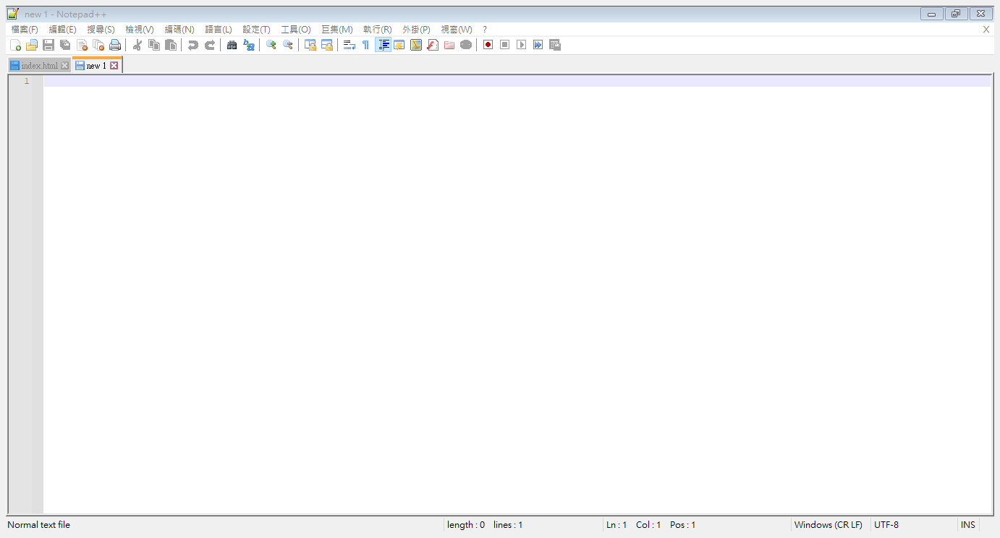 new 1 - Notepad++
檔案(F) 編輯(E) 搜尋(S) 檢視(V) 編碼(N) 語言(L) 設定(T) 工具(O) 巨集(M) 執行(R) 外掛(P) 視窗(W) ? X
index.html new 1
1
Normal text file length : 0 lines : 1 Ln : 1 Col : 1 Pos : 1 Windows (CR LF) UTF-8 INS